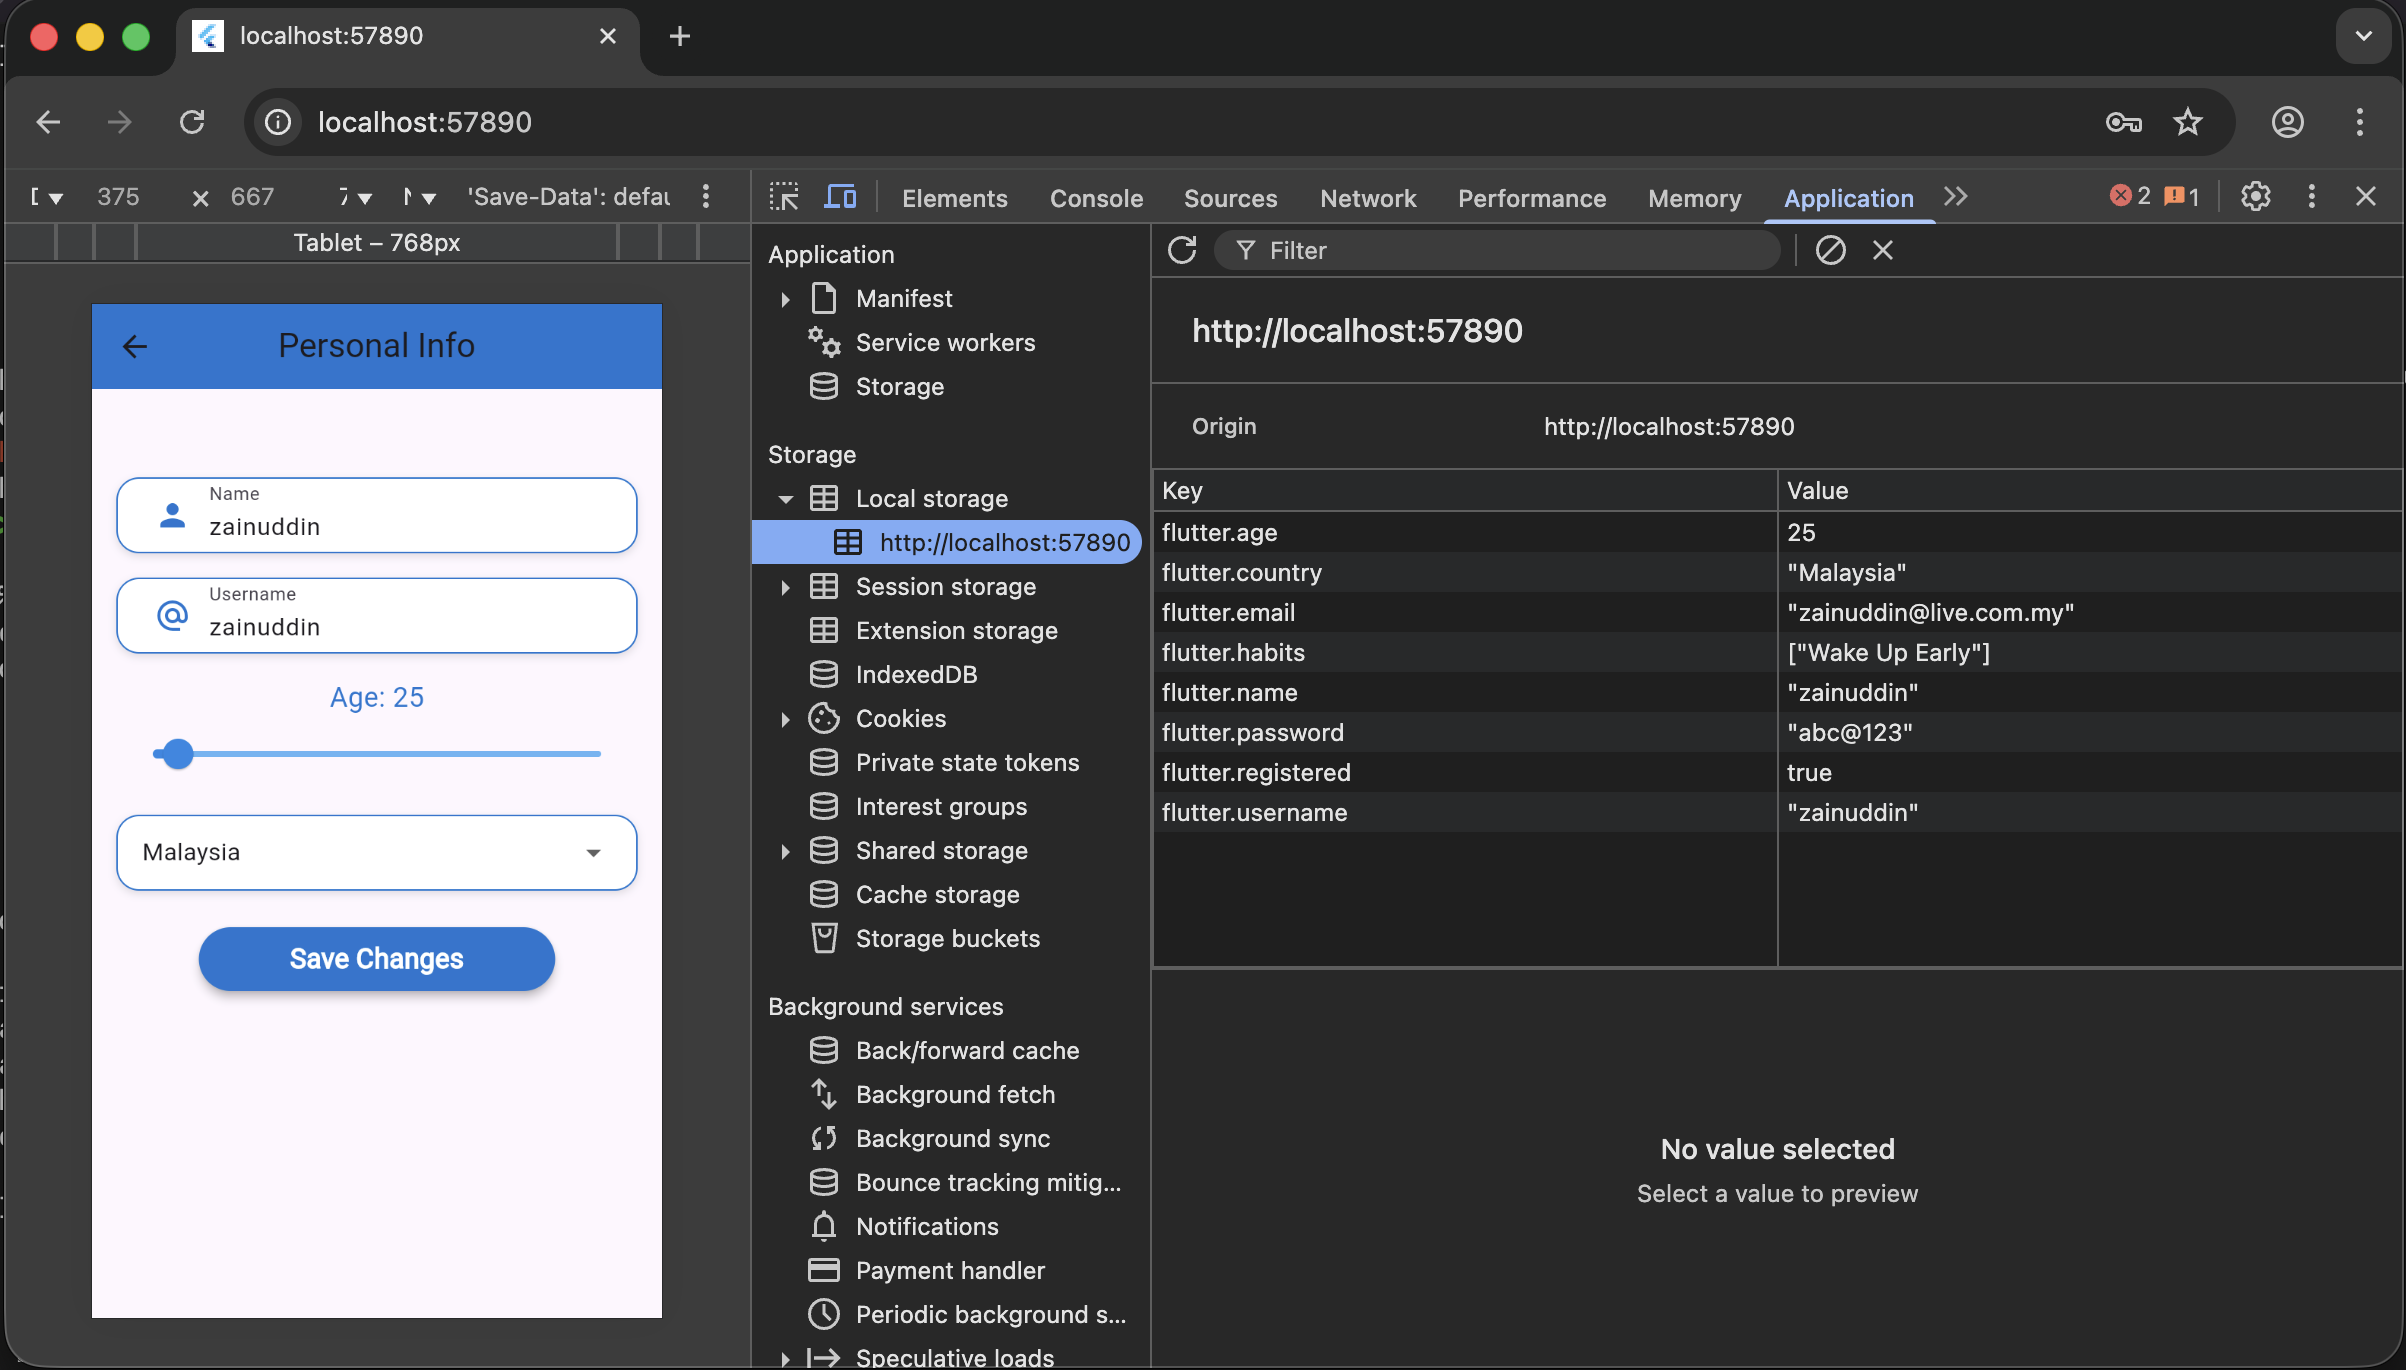 localhost:57890
localhost:57890
375
667
'Save-Data': defau
Elements
Console
Sources
Network
Performance
Memory
Application
2
1
Tablet – 768px
Personal Info
Name
zainuddin
Username
zainuddin
Age: 25
Malaysia
Save Changes
Application
Manifest
Service workers
Storage
Storage
Local storage
http://localhost:57890
Session storage
Extension storage
IndexedDB
Cookies
Private state tokens
Interest groups
Shared storage
Cache storage
Storage buckets
Background services
Back/forward cache
Background fetch
Background sync
Bounce tracking mitig...
Notifications
Payment handler
Periodic background s...
Speculative loads
Filter
http://localhost:57890
Origin http://localhost:57890
Key Value
flutter.age 25
flutter.country "Malaysia"
flutter.email "zainuddin@live.com.my"
flutter.habits ["Wake Up Early"]
flutter.name "zainuddin"
flutter.password "abc@123"
flutter.registered true
flutter.username "zainuddin"
No value selected
Select a value to preview